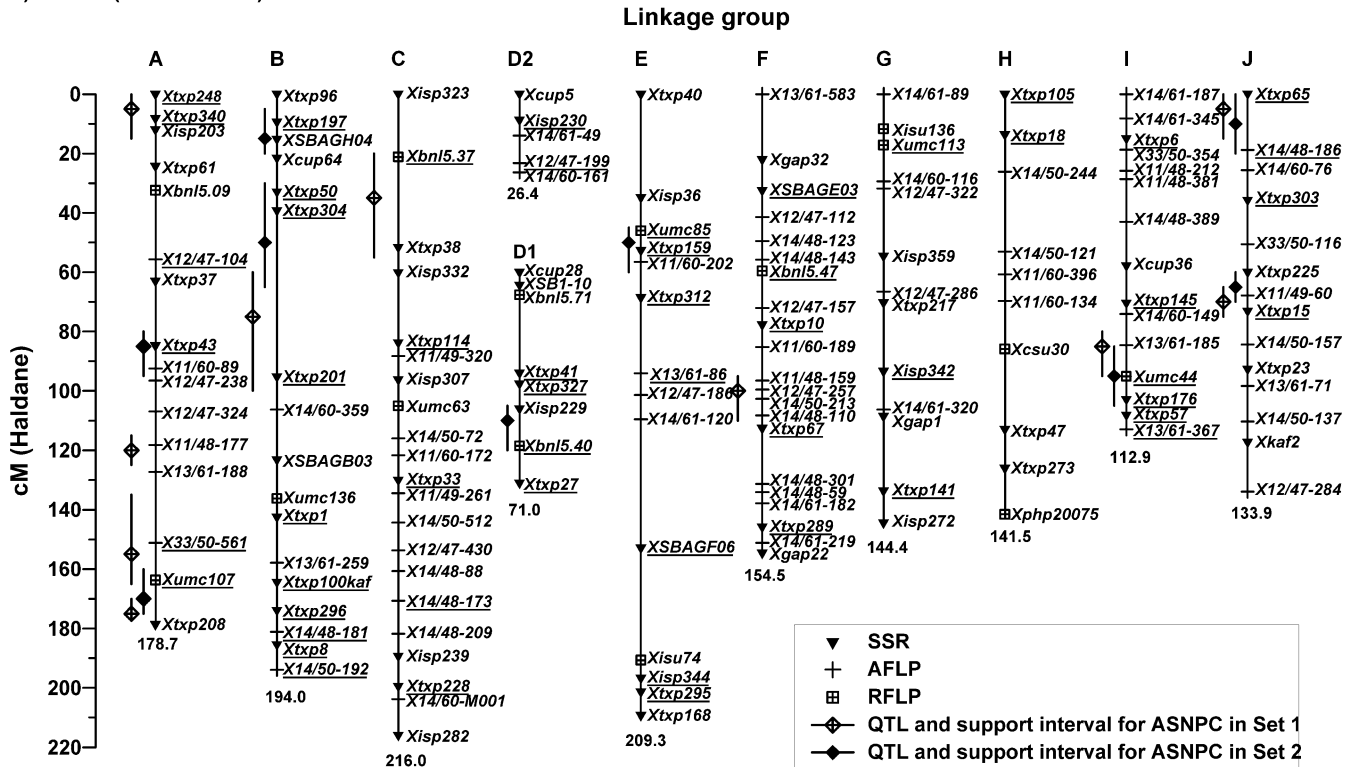 Linkage group
A B C D2 E F G H I J
cM (Haldane)
0
20
40
60
80
100
120
140
160
180
200
220
Xtxp248
Xtxp340
Xisp203
Xtxp61
Xbnl5.09
X12/47-104
Xtxp37
Xtxp43
X11/60-89
X12/47-238
X12/47-324
X11/48-177
X13/61-188
X33/50-561
Xumc107
Xtxp208
178.7
Xtxp96
Xtxp197
XSBAGH04
Xcup64
Xtxp50
Xtxp304
Xtxp201
X14/60-359
XSBAGB03
Xumc136
Xtxp1
X13/61-259
Xtxp100kaf
Xtxp296
X14/48-181
Xtxp8
X14/50-192
194.0
Xisp323
Xbnl5.37
Xtxp38
Xisp332
Xtxp114
X11/49-320
Xisp307
Xumc63
X14/50-72
X11/60-172
Xtxp33
X11/49-261
X14/50-512
X12/47-430
X14/48-88
X14/48-173
X14/48-209
Xisp239
Xtxp228
X14/60-M001
Xisp282
216.0
Xcup5
Xisp230
X14/61-49
X12/47-199
X14/60-161
26.4
D1
Xcup28
XSB1-10
Xbnl5.71
Xtxp41
Xtxp327
Xisp229
Xbnl5.40
Xtxp27
71.0
Xtxp40
Xisp36
Xumc85
Xtxp159
X11/60-202
Xtxp312
X13/61-86
X12/47-186
X14/61-120
XSBAGF06
Xisu74
Xisp344
Xtxp295
Xtxp168
209.3
X13/61-583
Xgap32
XSBAGE03
X12/47-112
X14/48-123
X14/48-143
Xbnl5.47
X12/47-157
Xtxp10
X11/60-189
X11/48-159
X12/47-257
X14/50-213
X14/48-110
Xtxp67
X14/48-301
X14/48-59
X14/61-182
Xtxp289
X14/61-219
Xgap22
154.5
X14/61-89
Xisu136
Xumc113
X14/60-116
X12/47-322
Xisp359
X12/47-286
Xtxp217
Xisp342
X14/61-320
Xgap1
Xtxp141
Xisp272
144.4
Xtxp105
Xtxp18
X14/50-244
X14/50-121
X11/60-396
X11/60-134
Xcsu30
Xtxp47
Xtxp273
Xphp20075
141.5
X14/61-187
X14/61-345
Xtxp6
X33/50-354
X11/48-212
X11/48-381
X14/48-389
Xcup36
Xtxp145
X14/60-149
X13/61-185
Xumc44
Xtxp176
Xtxp57
X13/61-367
112.9
Xtxp65
X14/48-186
X14/60-76
Xtxp303
X33/50-116
Xtxp225
X11/49-60
Xtxp15
X14/50-157
Xtxp23
X13/61-71
X14/50-137
Xkaf2
X12/47-284
133.9
SSR
AFLP
RFLP
QTL and support interval for ASNPC in Set 1
QTL and support interval for ASNPC in Set 2